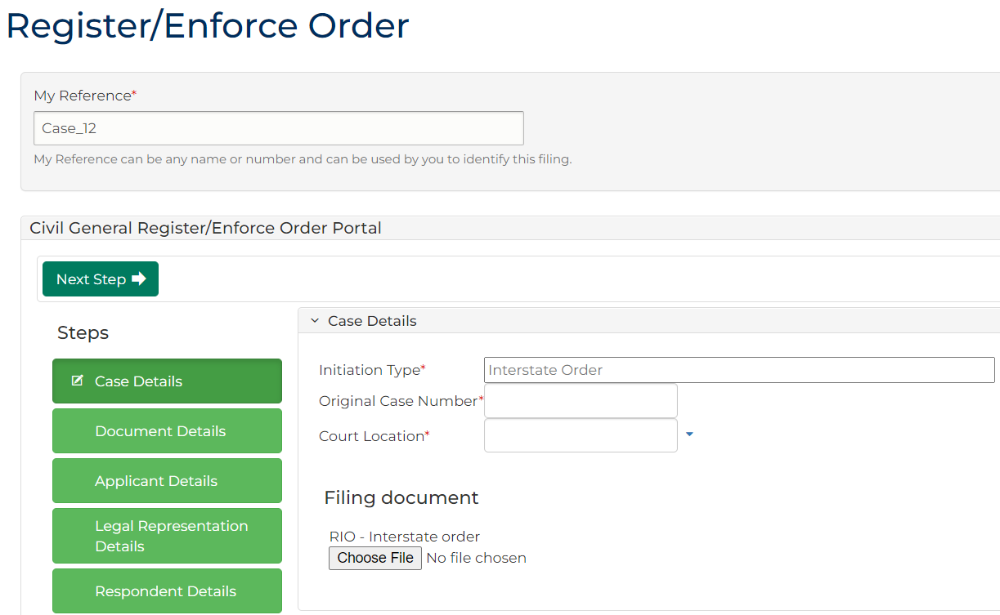 Register/Enforce Order
My Reference*
Case_12
My Reference can be any name or number and can be used by you to identify this filing.
Civil General Register/Enforce Order Portal
Next Step
Steps
Case Details
Document Details
Applicant Details
Legal Representation
Details
Respondent Details
Case Details
Initiation Type*
Interstate Order
Original Case Number*
Court Location*
Filing document
RIO - Interstate order
Choose File No file chosen